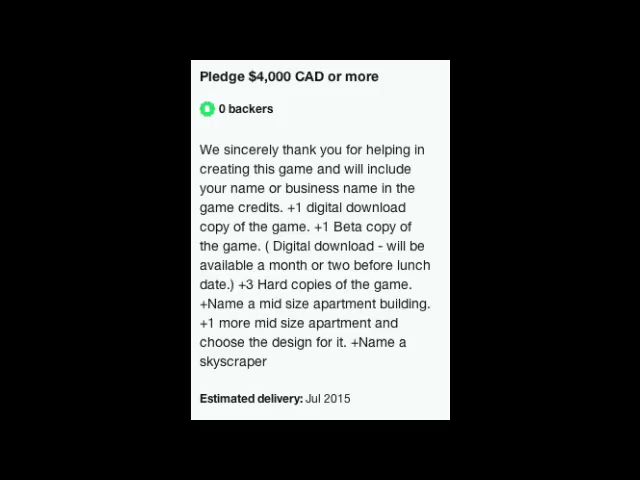 Pledge $4,000 CAD or more
0 backers
We sincerely thank you for helping in
creating this game and will include
your name or business name in the
game credits. +1 digital download
copy of the game. +1 Beta copy of
the game. ( Digital download - will be
available a month or two before lunch
date.) +3 Hard copies of the game.
+Name a mid size apartment building.
+1 more mid size apartment and
choose the design for it. +Name a
skyscraper
Estimated delivery: Jul 2015